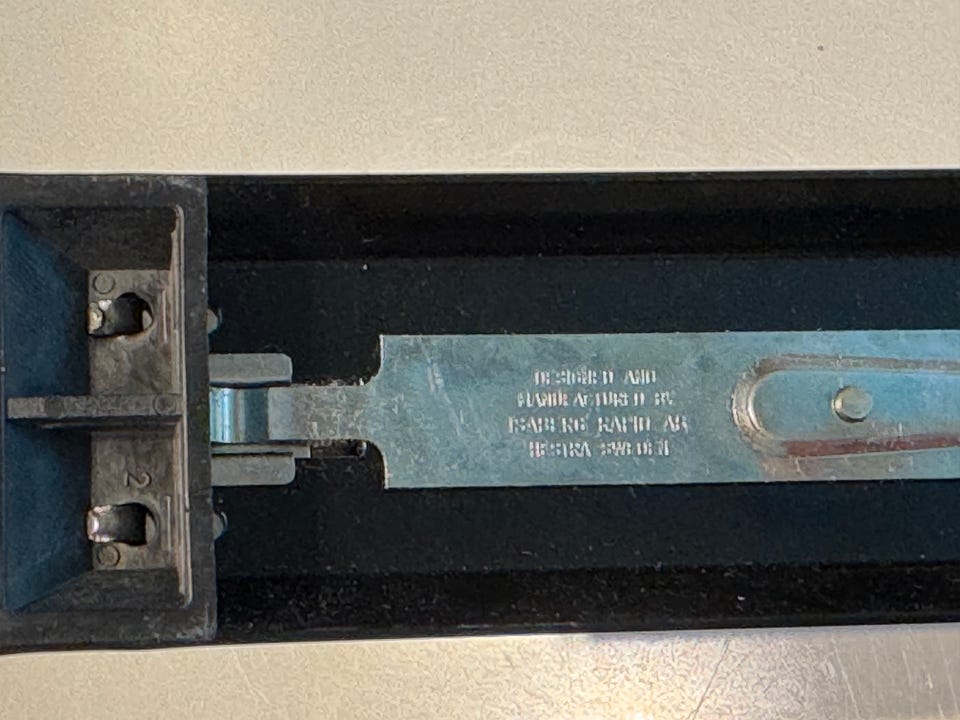 DESIGNED AND
MANUFACTURED BY
ISABERG RAPID AB
HESTRA SWEDEN
2